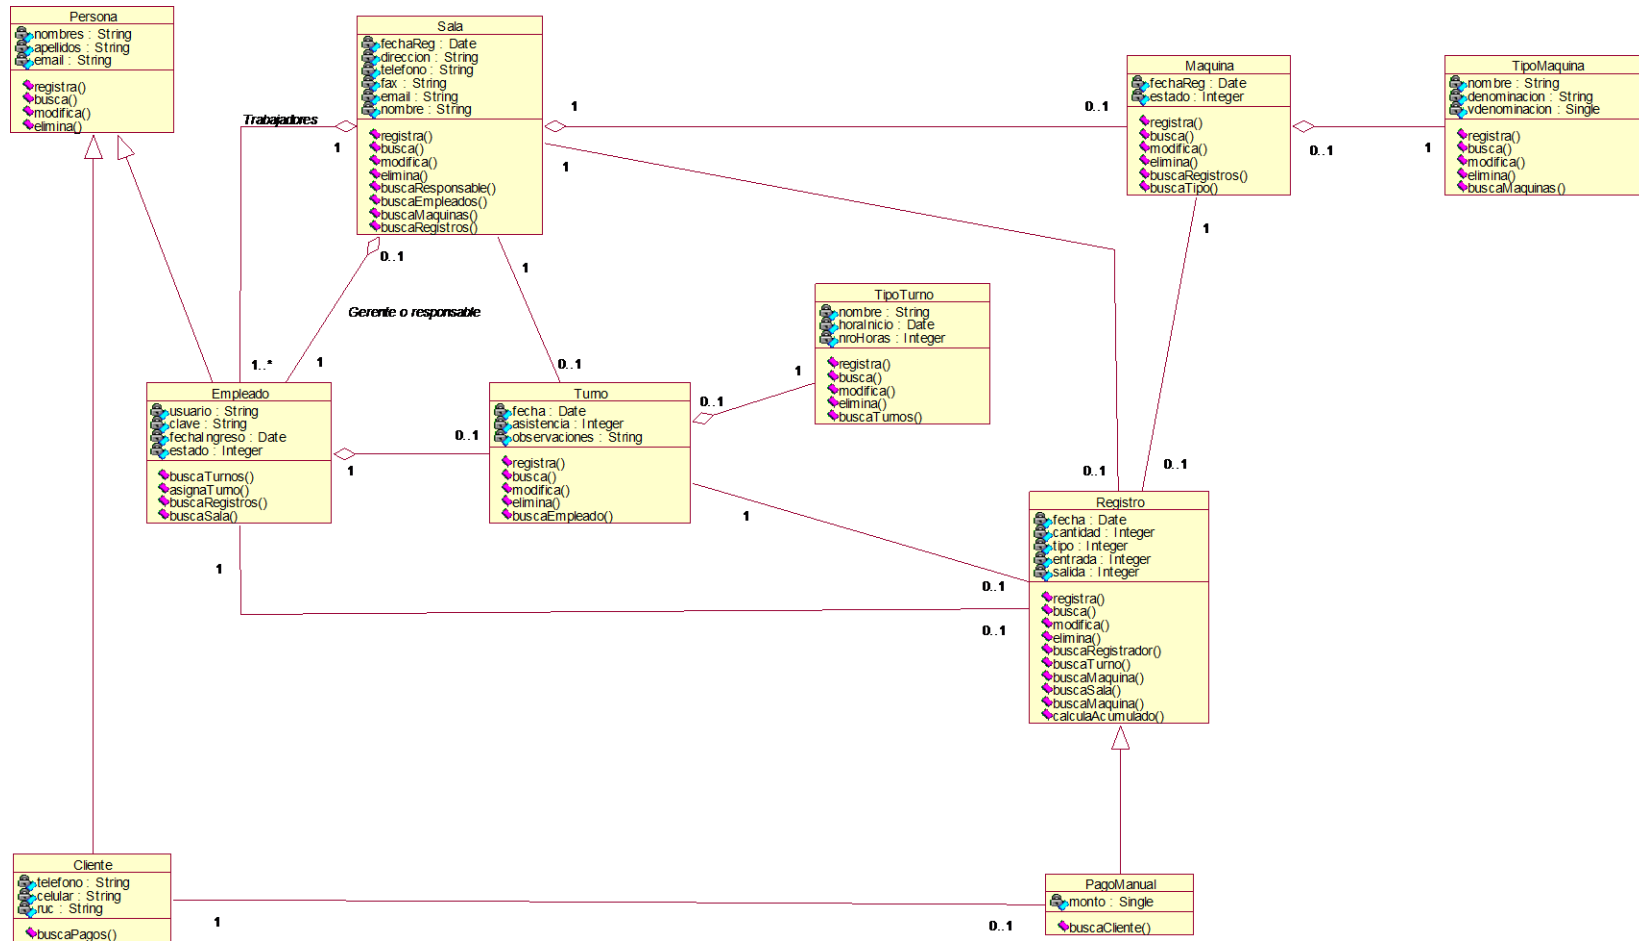 Persona
nombres : String
apellidos : String
email : String
registra()
busca()
modifica()
elimina()
Sala
fechaReg : Date
direccion : String
telefono : String
fax : String
email : String
nombre : String
registra()
busca()
modifica()
elimina()
buscaResponsable()
buscaEmpleados()
buscaMaquinas()
buscaRegistros()
Maquina
fechaReg : Date
estado : Integer
registra()
busca()
modifica()
elimina()
buscaRegistros()
buscaTipo()
TipoMaquina
nombre : String
denominacion : String
vdenominacion : Single
registra()
busca()
modifica()
elimina()
buscaMaquinas()
Trabajadores
1
1
0..1
1
0..1
1
1
0..1
Gerente o responsable
1
1..*
1
0..1
TipoTurno
nombre : String
horaInicio : Date
nroHoras : Integer
registra()
busca()
modifica()
elimina()
buscaTurnos()
1
0..1
Empleado
usuario : String
clave : String
fechaIngreso : Date
estado : Integer
buscaTurnos()
asignaTurno()
buscaRegistros()
buscaSala()
0..1
1
Turno
fecha : Date
asistencia : Integer
observaciones : String
registra()
busca()
modifica()
elimina()
buscaEmpleado()
0..1
0..1
1
0..1
1
0..1
Registro
fecha : Date
cantidad : Integer
tipo : Integer
entrada : Integer
salida : Integer
registra()
busca()
modifica()
elimina()
buscaRegistrador()
buscaTurno()
buscaMaquina()
buscaSala()
buscaMaquina()
calculaAcumulado()
Cliente
telefono : String
celular : String
ruc : String
buscaPagos()
1
0..1
PagoManual
monto : Single
buscaCliente()